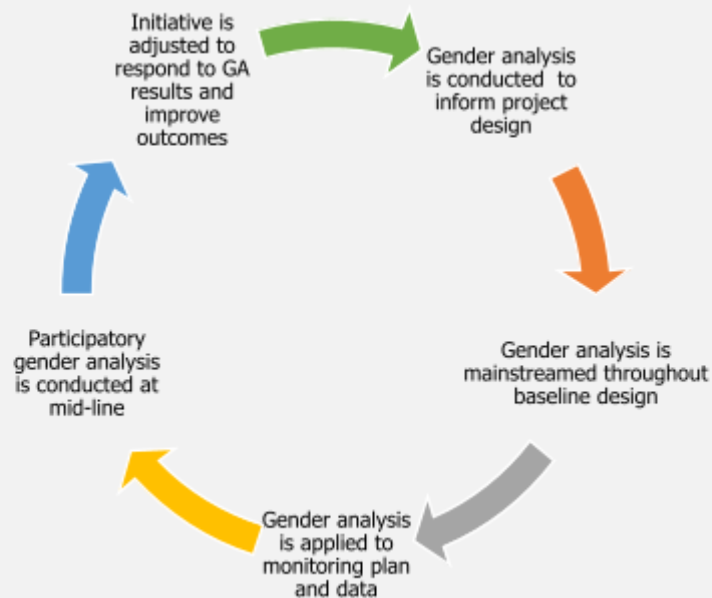 Initiative is
adjusted to
respond to GA
results and
improve
outcomes
Gender analysis
is conducted to
inform project
design
Gender analysis is
mainstreamed throughout
baseline design
Gender analysis
is applied to
monitoring plan
and data
Participatory
gender analysis
is conducted at
mid-line